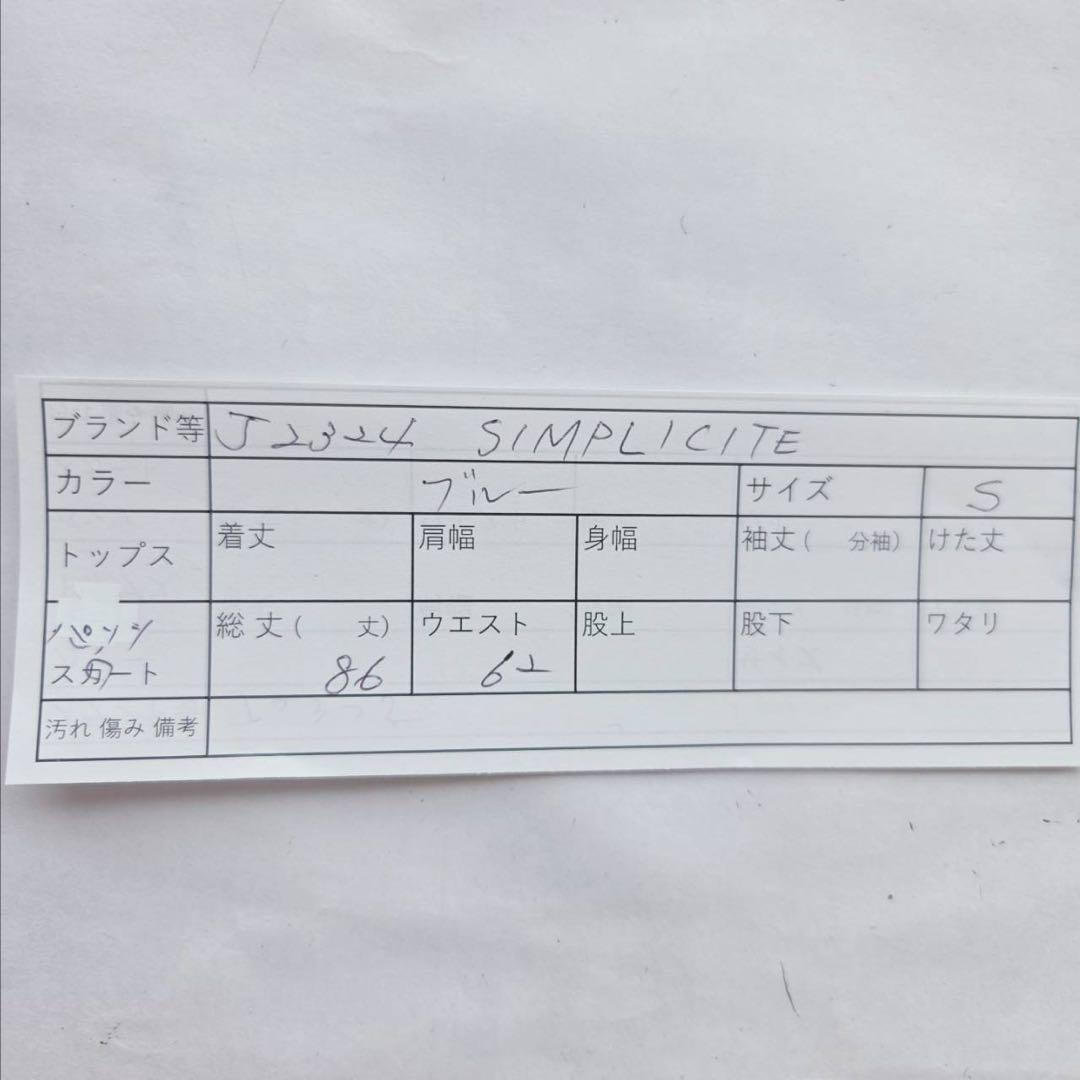 ブランド等 J2324 SIMPLICITE
カラー ブルー サイズ S
トップス 着丈 肩幅 身幅 袖丈( 分袖) けた丈
パンツ 総丈( 丈) ウエスト 股上 股下 ワタリ
スカート 86 62
汚れ 傷み 備考